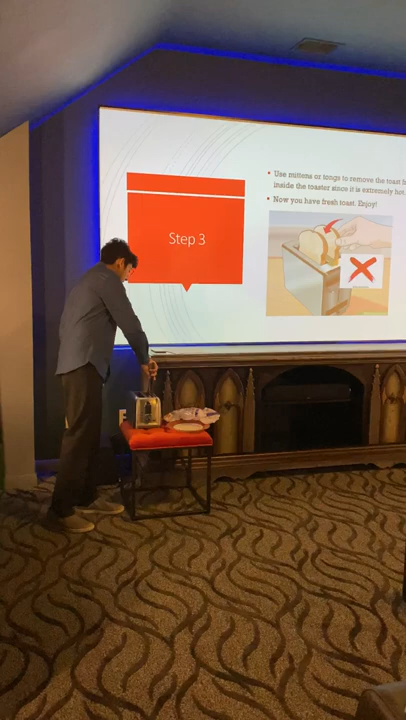 Step 3
• Use mittens or tongs to remove the toast
inside the toaster since it is extremely hot.
• Now you have fresh toast. Enjoy!